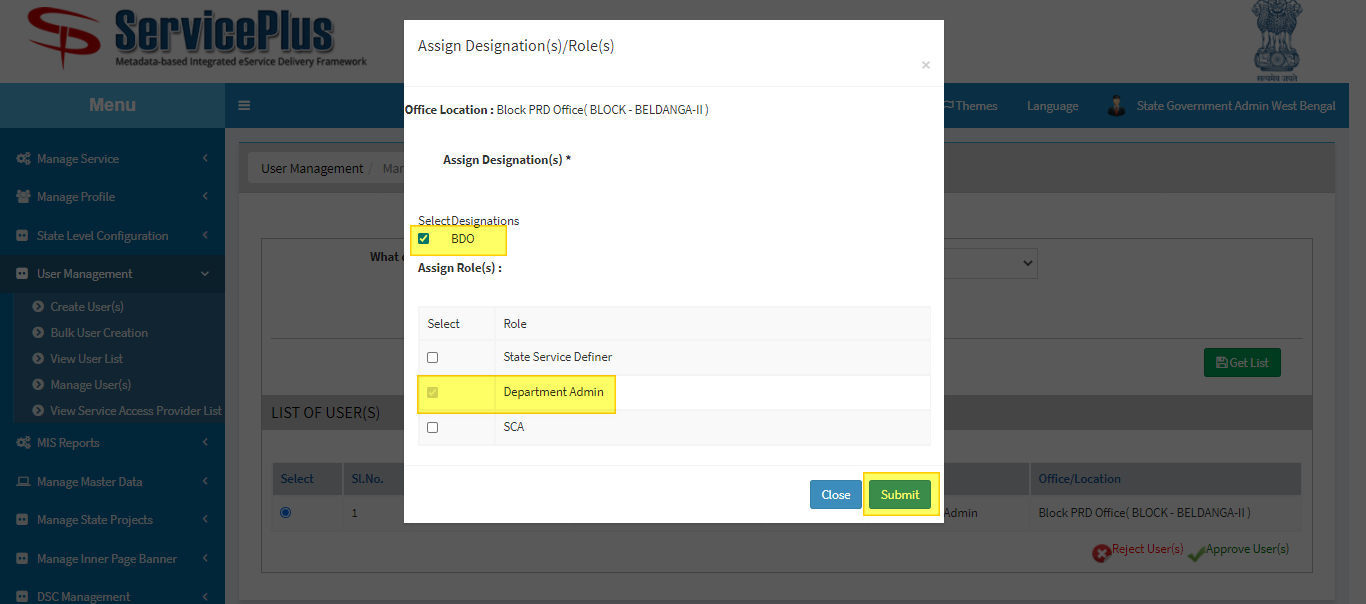 ServicePlus
Metadata-based Integrated eService Delivery Framework
सत्यमेव जयते
Menu
Themes
Language
State Government Admin West Bengal
Manage Service
Manage Profile
State Level Configuration
User Management
Create User(s)
Bulk User Creation
View User List
Manage User(s)
View Service Access Provider List
MIS Reports
Manage Master Data
Manage State Projects
Manage Inner Page Banner
DSC Management
User Management / Man
What
Get List
LIST OF USER(S)
Select Sl.No. Office/Location
1 Admin Block PRD Office( BLOCK - BELDANGA-II )
Reject User(s) Approve User(s)
Assign Designation(s)/Role(s)
×
Office Location : Block PRD Office( BLOCK - BELDANGA-II )
Assign Designation(s) *
SelectDesignations
BDO
Assign Role(s) :
Select Role
State Service Definer
Department Admin
SCA
Close Submit